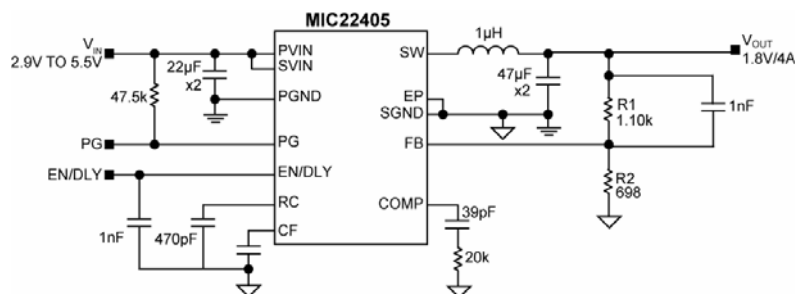 MIC22405
VIN
2.9V TO 5.5V
47.5k
22µF
x2
PG
EN/DLY
1nF
470pF
PVIN
SVIN
PGND
PG
EN/DLY
RC
CF
SW
EP
SGND
FB
COMP
1µH
47µF
x2
VOUT
1.8V/4A
R1
1.10k
1nF
R2
698
39pF
20k